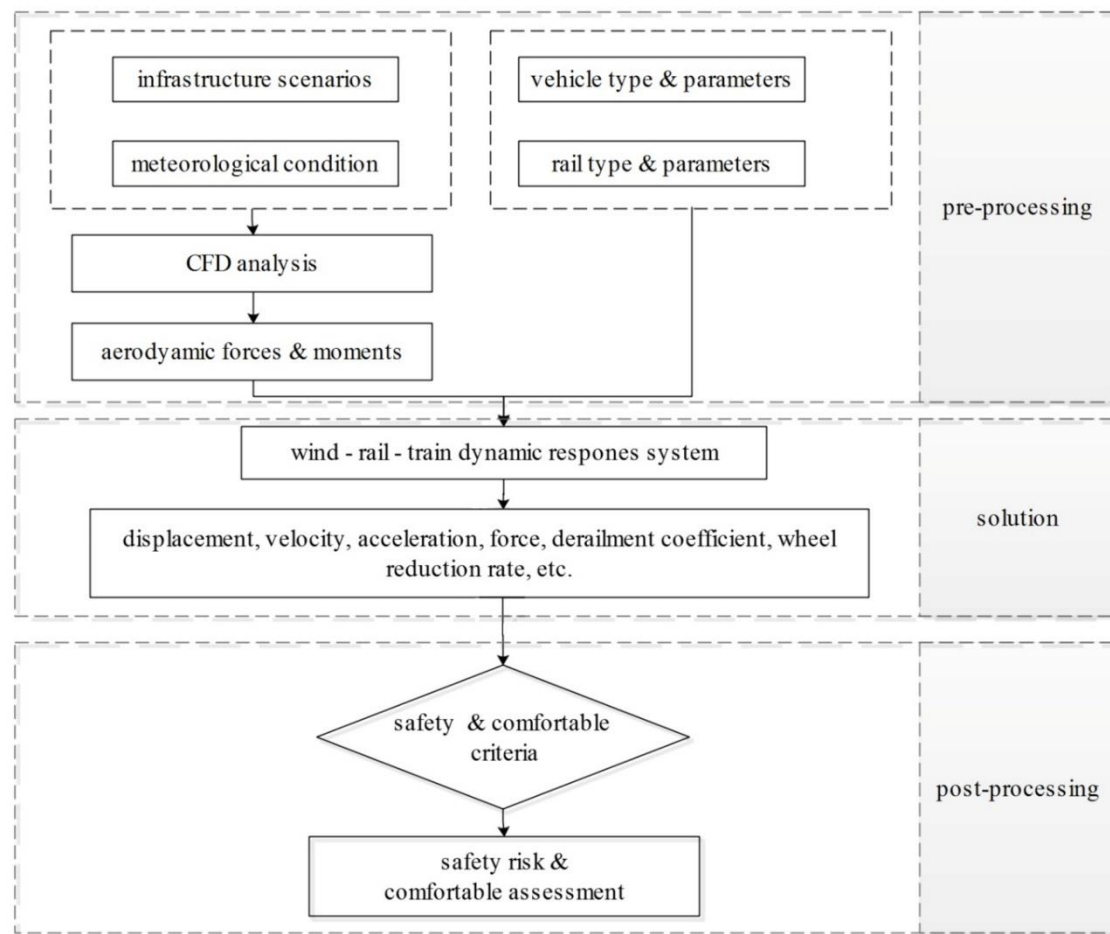 infrastructure scenarios
meteorological condition
vehicle type & parameters
rail type & parameters
CFD analysis
aerodyamic forces & moments
pre-processing
wind - rail - train dynamic respones system
displacement, velocity, acceleration, force, derailment coefficient, wheel
reduction rate, etc.
solution
safety & comfortable
criteria
safety risk &
comfortable assessment
post-processing